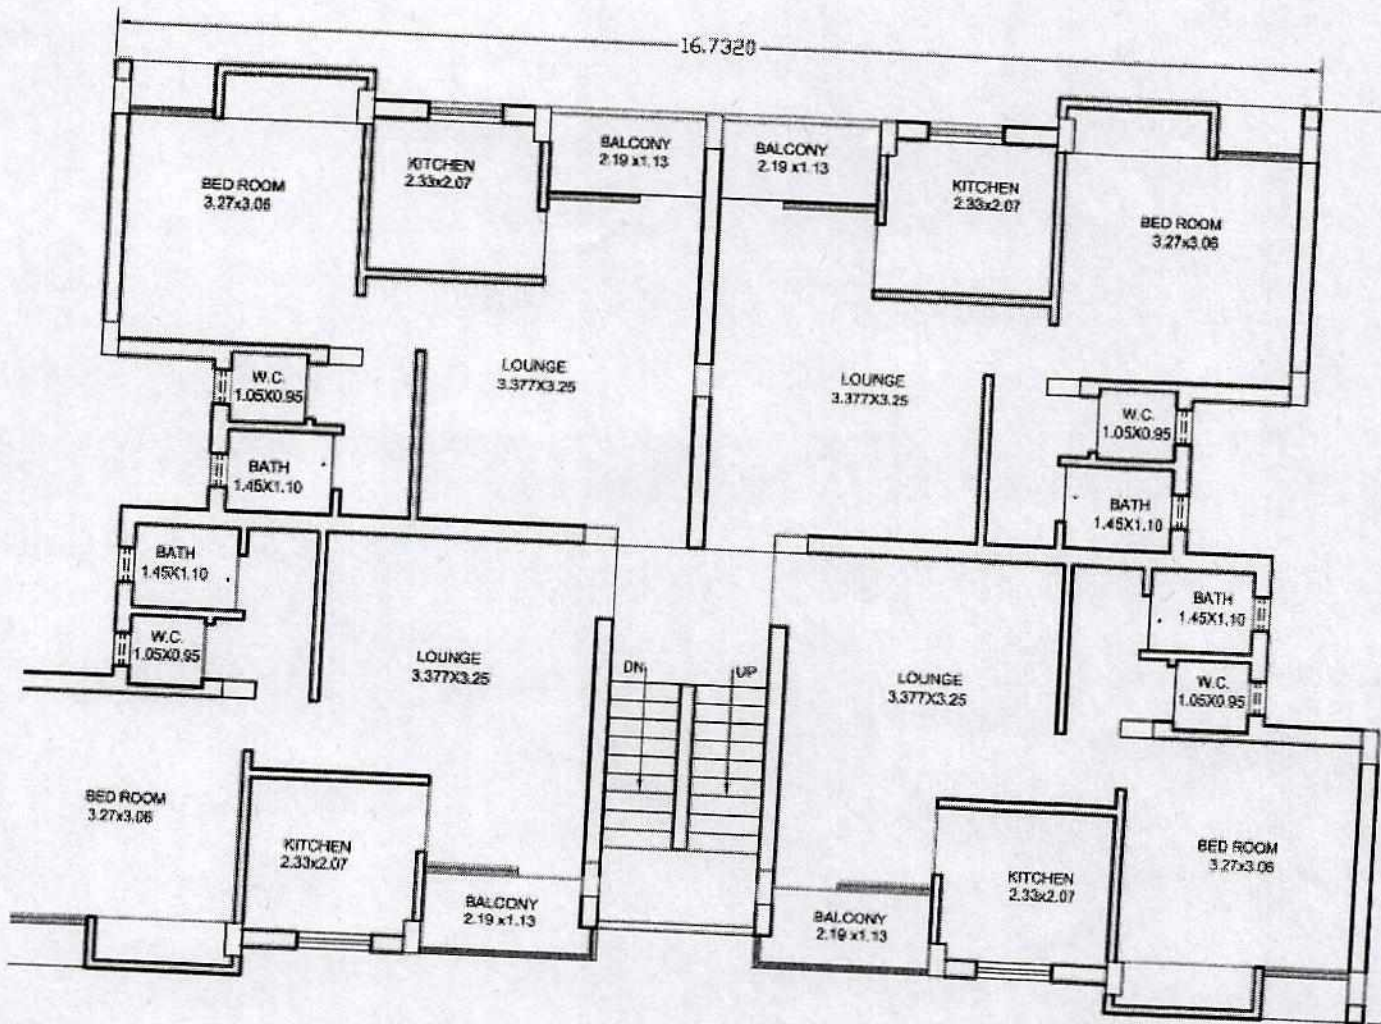 16.7320
BED ROOM
3.27x3.06
KITCHEN
2.33x2.07
BALCONY
2.19 x1.13
BALCONY
2.19 x1.13
KITCHEN
2.33x2.07
BED ROOM
3.27x3.06
W.C.
1.05X0.95
LOUNGE
3.377X3.25
LOUNGE
3.377X3.25
W.C.
1.05X0.95
BATH
1.45X1.10
BATH
1.45X1.10
BATH
1.45X1.10
W.C.
1.05X0.95
LOUNGE
3.377X3.25
DN
UP
LOUNGE
3.377X3.25
BATH
1.45X1.10
W.C.
1.05X0.95
BED ROOM
3.27x3.06
KITCHEN
2.33x2.07
BALCONY
2.19 x1.13
BALCONY
2.19 x1.13
KITCHEN
2.33x2.07
BED ROOM
3.27x3.06